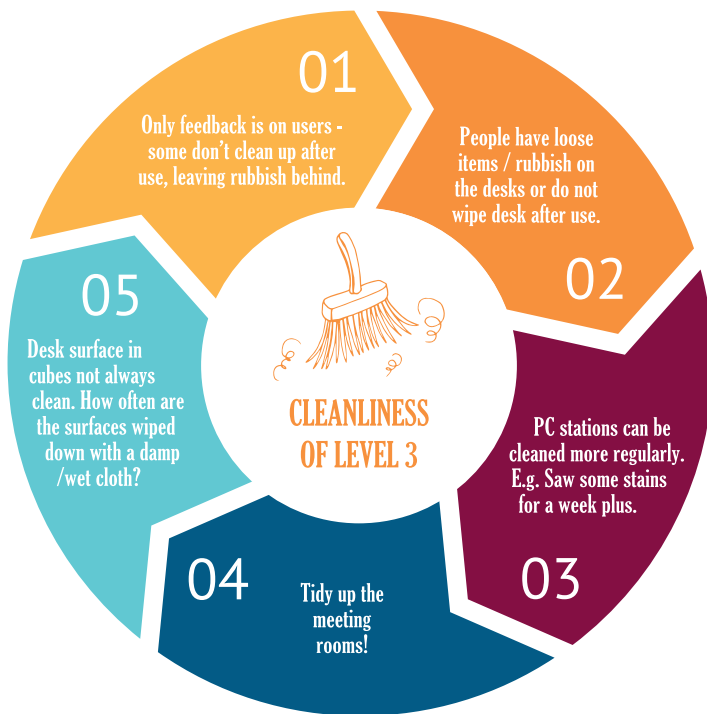 01
Only feedback is on users -
some don't clean up after
use, leaving rubbish behind.
People have loose
items / rubbish on
the desks or do not
wipe desk after use.
02
PC stations can be
cleaned more regularly.
E.g. Saw some stains
for a week plus.
03
04
Tidy up the
meeting
rooms!
05
Desk surface in
cubes not always
clean. How often are
the surfaces wiped
down with a damp
/wet cloth?
CLEANLINESS
OF LEVEL 3